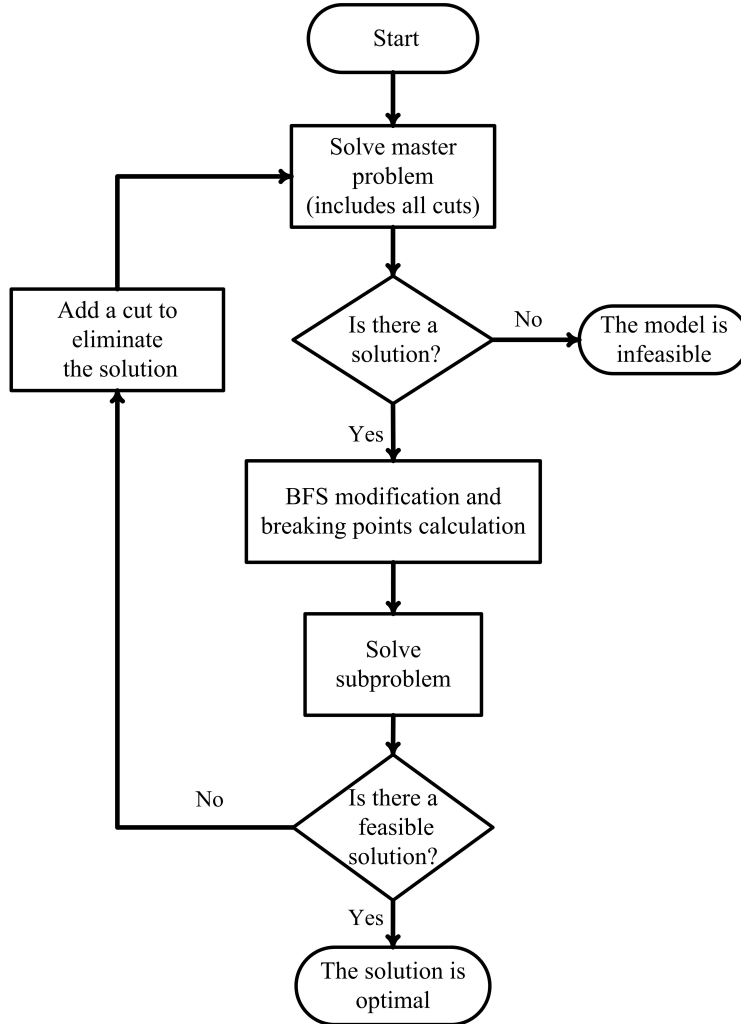 Start
Solve master
problem
(includes all cuts)
Add a cut to
eliminate
the solution
Is there a
solution?
No
The model is
infeasible
Yes
BFS modification and
breaking points calculation
Solve
subproblem
No
Is there a
feasible
solution?
Yes
The solution is
optimal